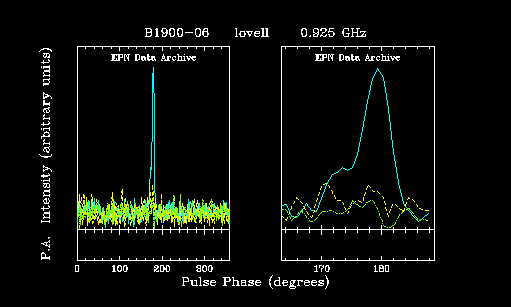 B1900-06 lovell 0.925 GHz
EPN Data Archive EPN Data Archive
P.A. Intensity (arbitrary units)
0 100 200 300 170 180
Pulse Phase (degrees)